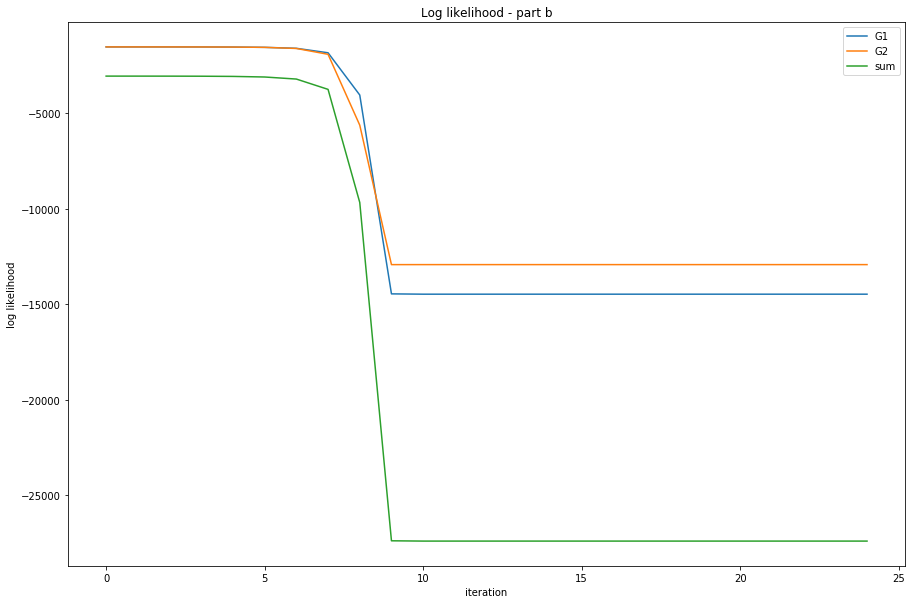 Log likelihood - part b
G1
G2
sum
log likelihood
−5000
−10000
−15000
−20000
−25000
0
5
10
15
20
25
iteration